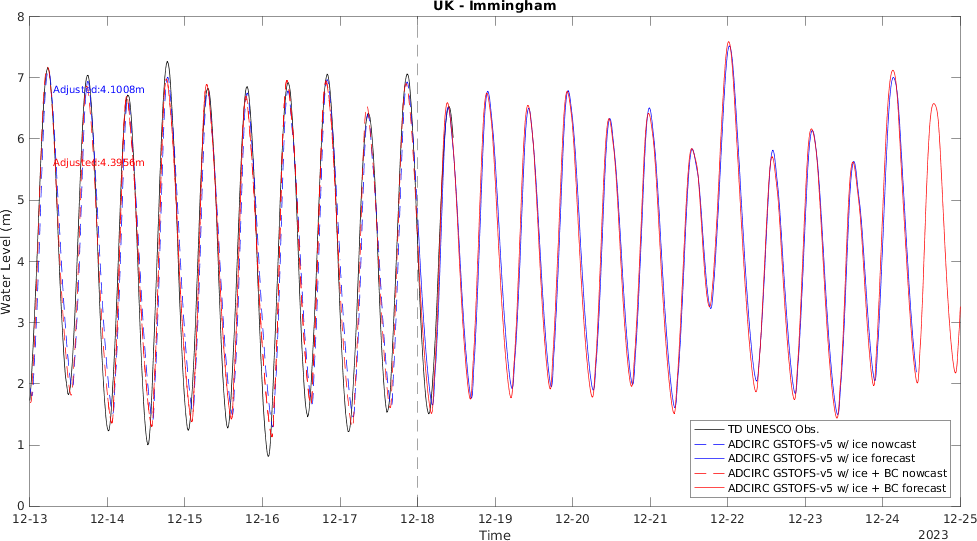 UK - Immingham
8
7
6
5
4
3
2
1
0
Water Level (m)
Adjusted:4.1008m
Adjusted:4.3956m
TD UNESCO Obs.
ADCIRC GSTOFS-v5 w/ ice nowcast
ADCIRC GSTOFS-v5 w/ ice forecast
ADCIRC GSTOFS-v5 w/ ice + BC nowcast
ADCIRC GSTOFS-v5 w/ ice + BC forecast
12-13 12-14 12-15 12-16 12-17 12-18 12-19 12-20 12-21 12-22 12-23 12-24 12-25
Time
2023